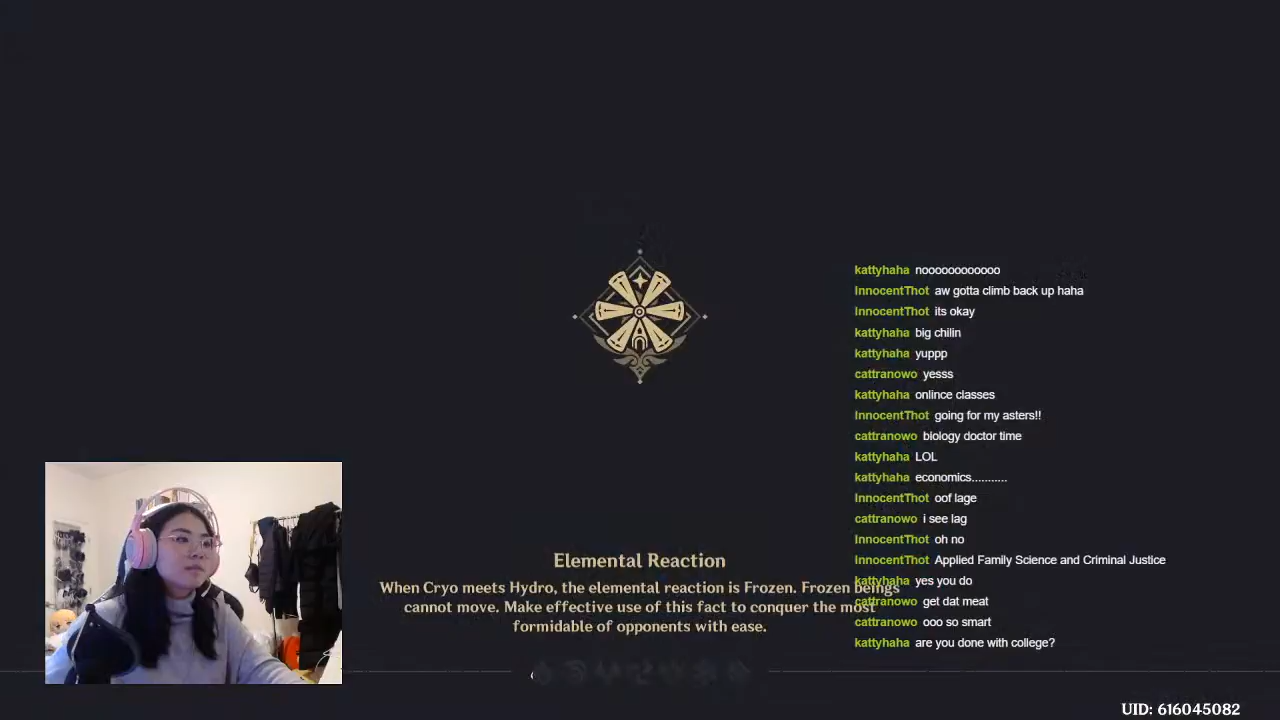 kattyhaha noooooooooooo
InnocentThot aw gotta climb back up haha
InnocentThot its okay
kattyhaha big chilin
kattyhaha yuppp
cattranowo yesss
kattyhaha onlince classes
InnocentThot going for my asters!!
cattranowo biology doctor time
kattyhaha LOL
kattyhaha economics...........
InnocentThot oof lage
cattranowo i see lag
InnocentThot oh no
InnocentThot Applied Family Science and Criminal Justice
kattyhaha yes you do
cattranowo get dat meat
cattranowo ooo so smart
kattyhaha are you done with college?
Elemental Reaction
When Cryo meets Hydro, the elemental reaction is Frozen. Frozen beings
cannot move. Make effective use of this fact to conquer the most
formidable of opponents with ease.
UID: 616045082